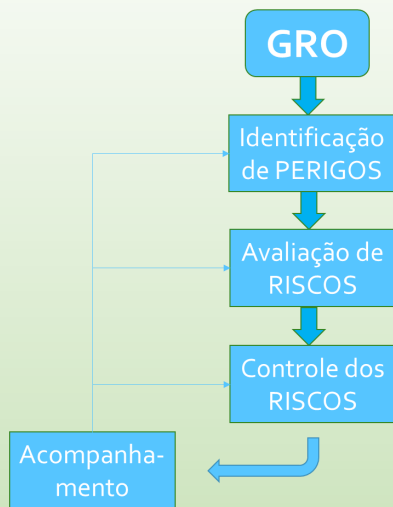 GRO
Identificação
de PERIGOS
Avaliação de
RISCOS
Controle dos
RISCOS
Acompanha-
mento